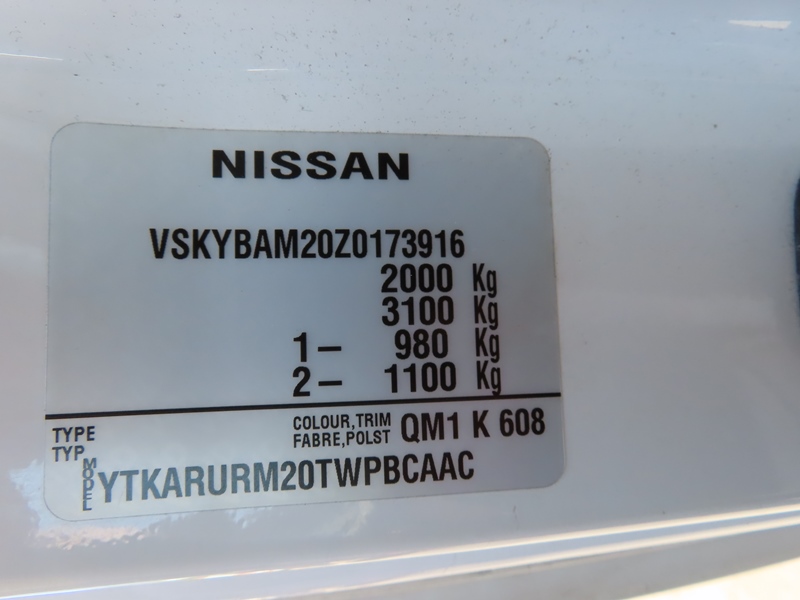 NISSAN
VSKYBAM20Z0173916
2000 Kg
3100 Kg
1– 980 Kg
2– 1100 Kg
TYPE
TYP
COLOUR,TRIM
FABRE,POLST
QM1 K 608
MODEL
YTKARURM20TWPBCAAC